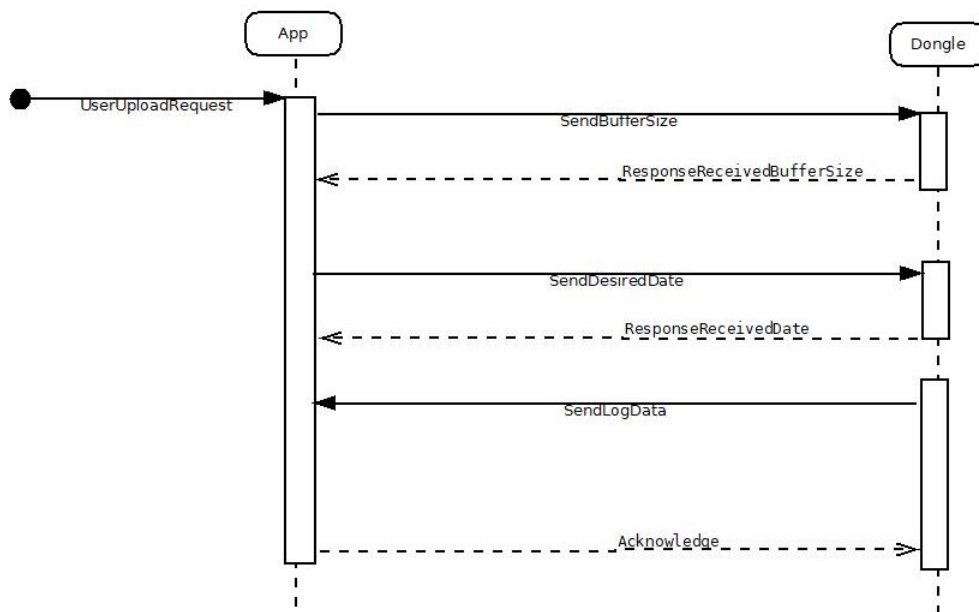 App
Dongle
UserUploadRequest
SendBufferSize
ResponseReceivedBufferSize
SendDesiredDate
ResponseReceivedDate
SendLogData
Acknowledge